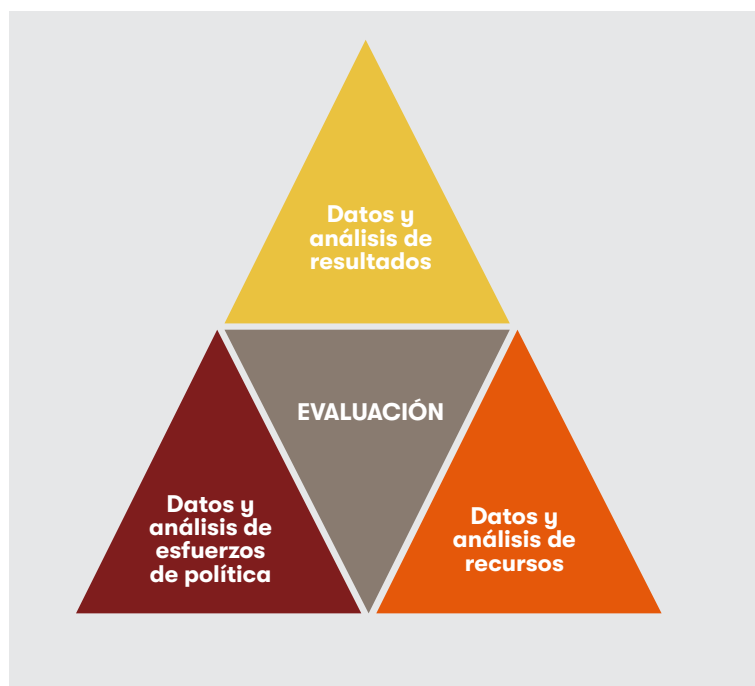 Datos y
análisis de
resultados
EVALUACIÓN
Datos y
análisis de
esfuerzos
de política
Datos y
análisis de
recursos